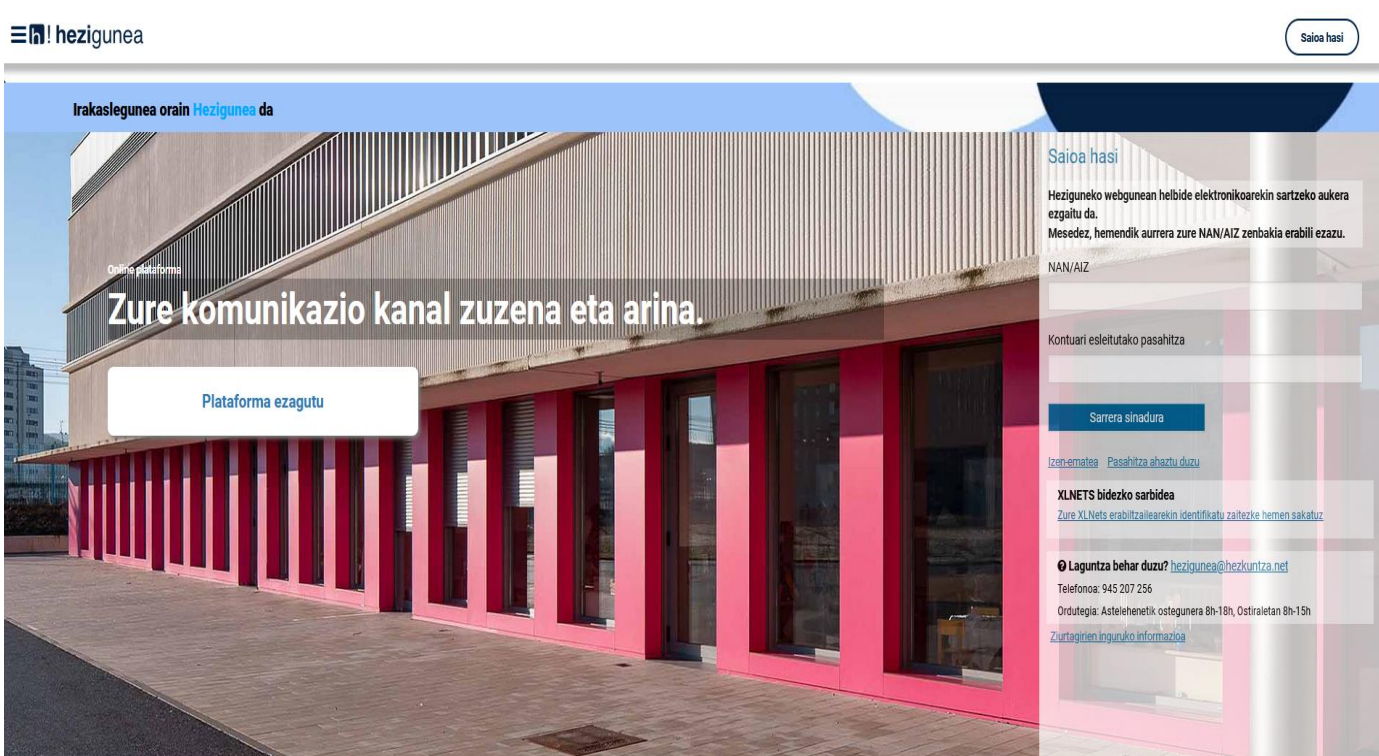 h! hezigunea
Saioa hasi
Irakaslegunea orain Hezigunea da
Online plataforma
Zure komunikazio kanal zuzena eta arina.
Plataforma ezagutu
Saioa hasi
Heziguneko webgunean helbide elektronikoarekin sartzeko aukera
ezgaitu da.
Mesedez, hemendik aurrera zure NAN/AIZ zenbakia erabili ezazu.
NAN/AIZ
Kontuari esleitutako pasahitza
Sarrera sinadura
Izen-ematea Pasahitza ahaztu duzu
XLNETS bidezko sarbidea
Zure XLNets erabiltzailearekin identifikatu zaitezke hemen sakatuz
Laguntza behar duzu? hezigunea@hezkuntza.net
Telefonoa: 945 207 256
Ordutegia: Astelehenetik ostegunera 8h-18h, Ostiraletan 8h-15h
Ziurtagirien inguruko informazioa